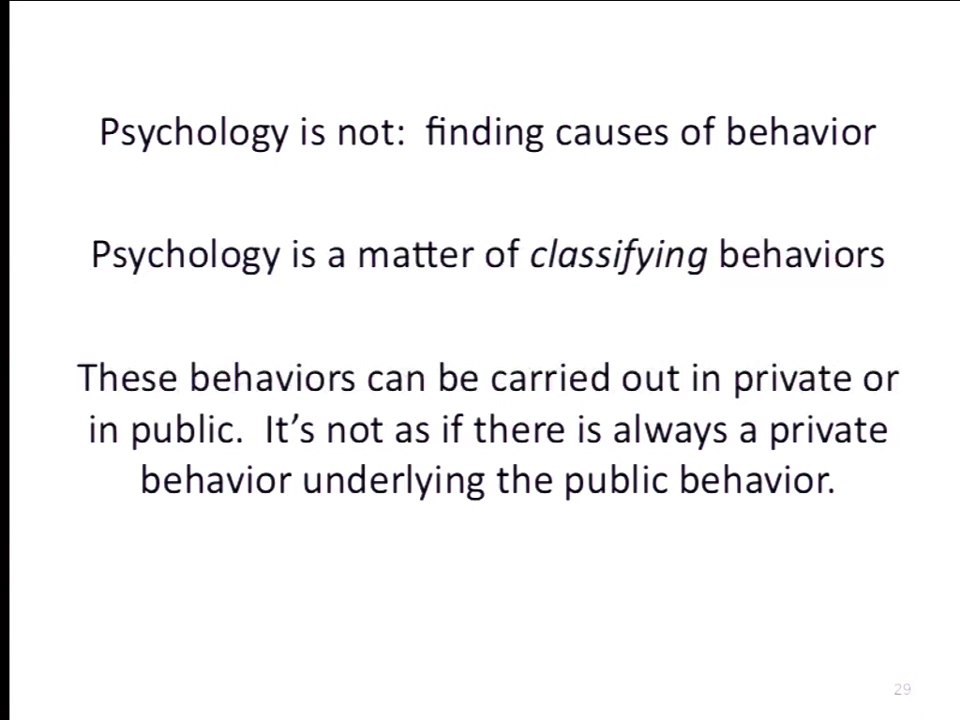 Psychology is not:  finding causes of behavior
Psychology is a matter of classifying behaviors
These behaviors can be carried out in private or
in public.  It’s not as if there is always a private
behavior underlying the public behavior.
29